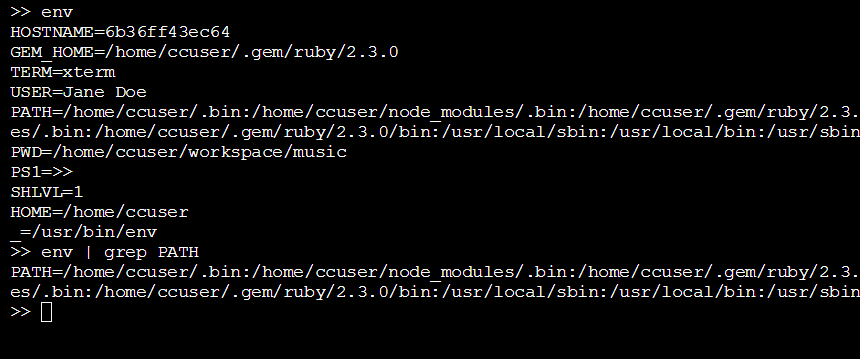 >> env
HOSTNAME=6b36ff43ec64
GEM_HOME=/home/ccuser/.gem/ruby/2.3.0
TERM=xterm
USER=Jane Doe
PATH=/home/ccuser/.bin:/home/ccuser/node_modules/.bin:/home/ccuser/.gem/ruby/2.3.
es/.bin:/home/ccuser/.gem/ruby/2.3.0/bin:/usr/local/sbin:/usr/local/bin:/usr/sbin
PWD=/home/ccuser/workspace/music
PS1=>>
SHLVL=1
HOME=/home/ccuser
_=/usr/bin/env
>> env | grep PATH
PATH=/home/ccuser/.bin:/home/ccuser/node_modules/.bin:/home/ccuser/.gem/ruby/2.3.
es/.bin:/home/ccuser/.gem/ruby/2.3.0/bin:/usr/local/sbin:/usr/local/bin:/usr/sbin
>>